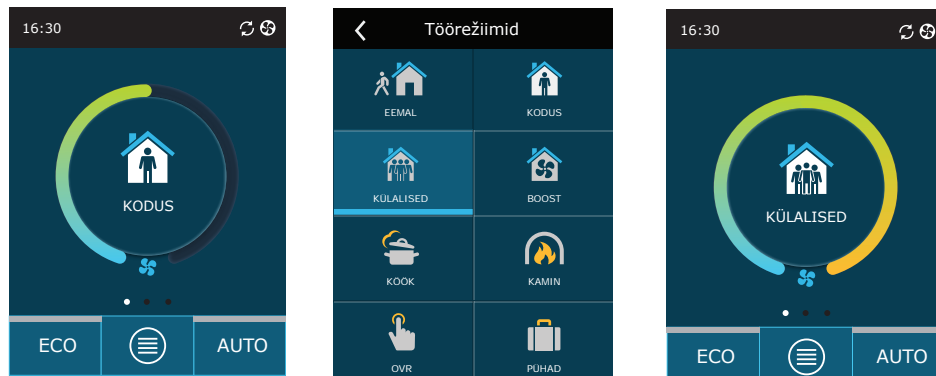 16:30
KODUS
ECO
AUTO
Töörežiimid
EEMAL
KODUS
KÜLALISED
BOOST
KÖÖK
KAMIN
OVR
PÜHAD
16:30
KÜLALISED
ECO
AUTO